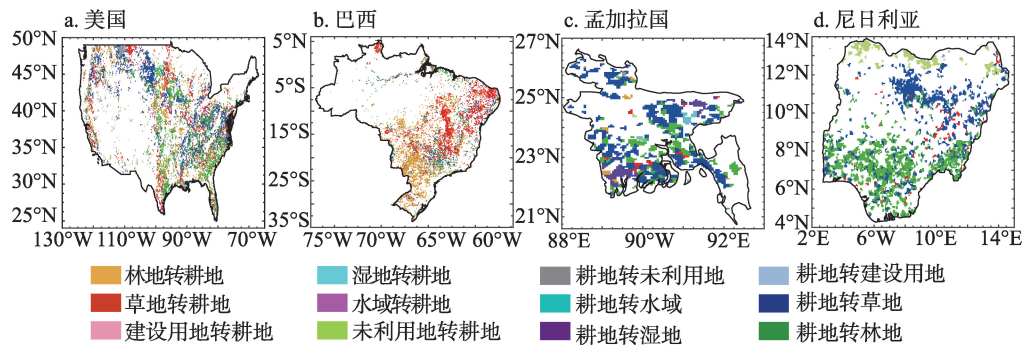 a. 美国
b. 巴西
c. 孟加拉国
d. 尼日利亚
50°N
45°N
40°N
35°N
30°N
25°N
130°W 110°W 90°W 70°W
5°N
5°S
15°S
25°S
35°S
75°W 70°W 65°W 60°W
27°N
25°N
23°N
21°N
88°E 90°W 92°E
14°N
12°N
10°N
8°N
6°N
4°N
2°E 6°W 10°E 14°E
林地转耕地 湿地转耕地 耕地转未利用地 耕地转建设用地
草地转耕地 水域转耕地 耕地转水域 耕地转草地
建设用地转耕地 未利用地转耕地 耕地转湿地 耕地转林地